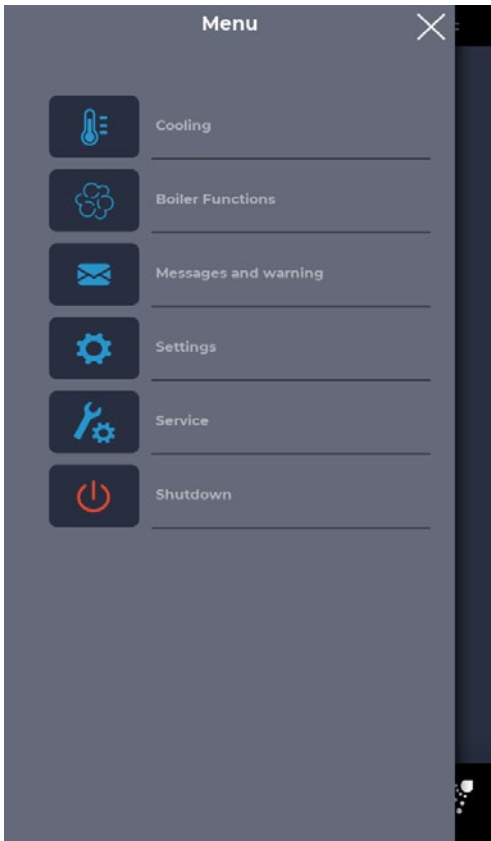 Menu
Cooling
Boiler Functions
Messages and warning
Settings
Service
Shutdown